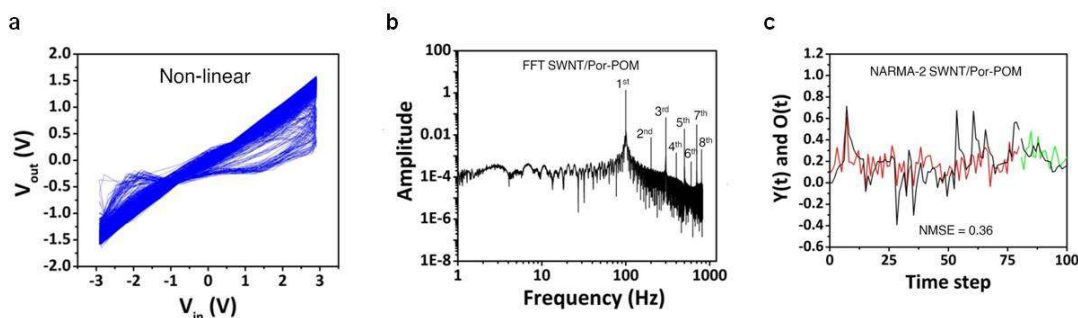 a
Non-linear
2.0
1.5
1.0
0.5
0.0
-0.5
-1.0
-1.5
-2.0
Vout (V)
-3 -2 -1 0 1 2 3
Vin (V)
b
FFT SWNT/Por-POM
100
1
0.01
1E-4
1E-6
1E-8
Amplitude
1st
2nd
3rd
4th
5th
6th
7th
8th
1 10 100 1000
Frequency (Hz)
c
NARMA-2 SWNT/Por-POM
1.2
1.0
0.8
0.6
0.4
0.2
0.0
-0.2
-0.4
-0.6
Y(t) and O(t)
NMSE = 0.36
0 20 40 60 80 100
Time step